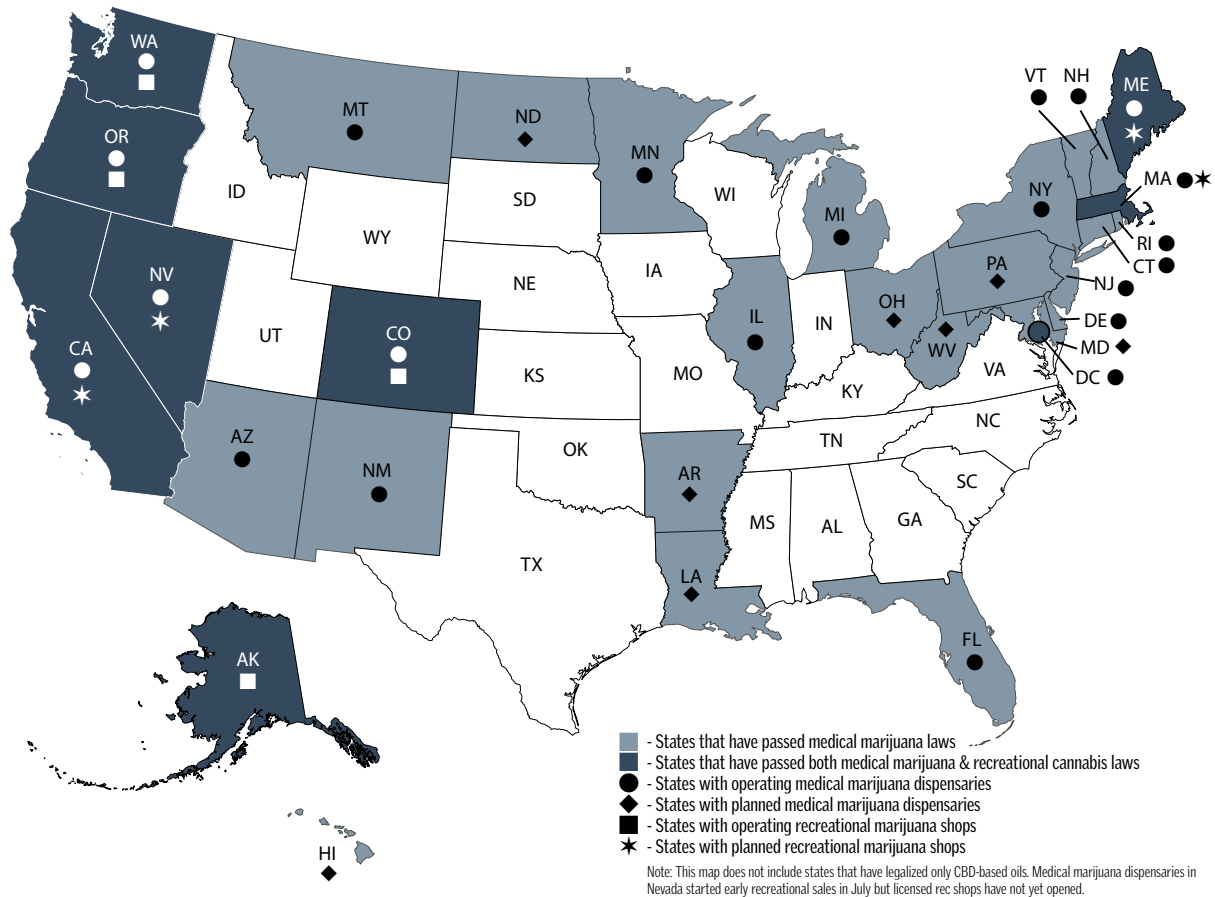 WA
VT NH
ME
MT
ND
OR
MN
MA
ID
SD
WI
NY
MI
WY
RI
CT
NV
IA
PA
NJ
NE
OH
IL
IN
DE
CO
UT
WV
MD
CA
VA
DC
KS
MO
KY
NC
AZ
TN
OK
NM
AR
SC
MS
AL
GA
TX
LA
FL
AK
HI
- States that have passed medical marijuana laws
- States that have passed both medical marijuana & recreational cannabis laws
- States with operating medical marijuana dispensaries
- States with planned medical marijuana dispensaries
- States with operating recreational marijuana shops
- States with planned recreational marijuana shops
Note: This map does not include states that have legalized only CBD-based oils. Medical marijuana dispensaries in
Nevada started early recreational sales in July but licensed rec shops have not yet opened.